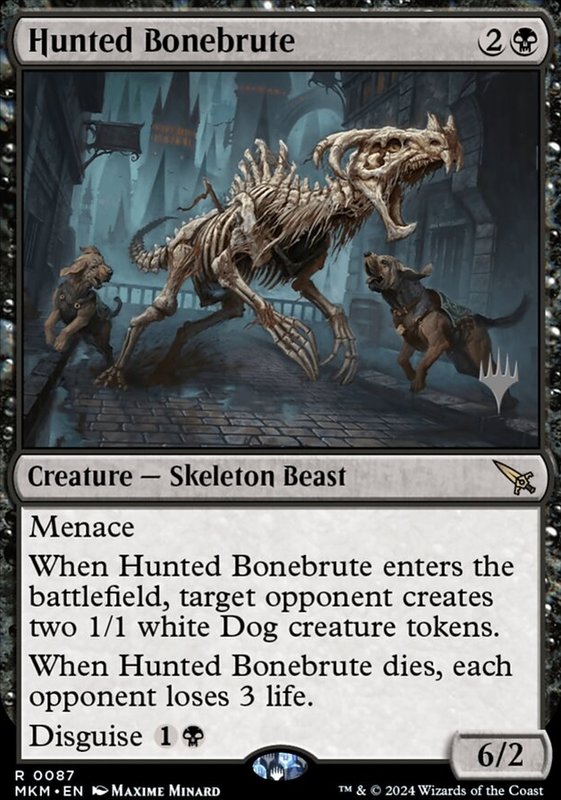 Hunted Bonebrute 2
Creature — Skeleton Beast
Menace
When Hunted Bonebrute enters the
battlefield, target opponent creates
two 1/1 white Dog creature tokens.
When Hunted Bonebrute dies, each
opponent loses 3 life.
Disguise 1
6/2
R 0087
MKM • EN Maxime Minard
™ & © 2024 Wizards of the Coast